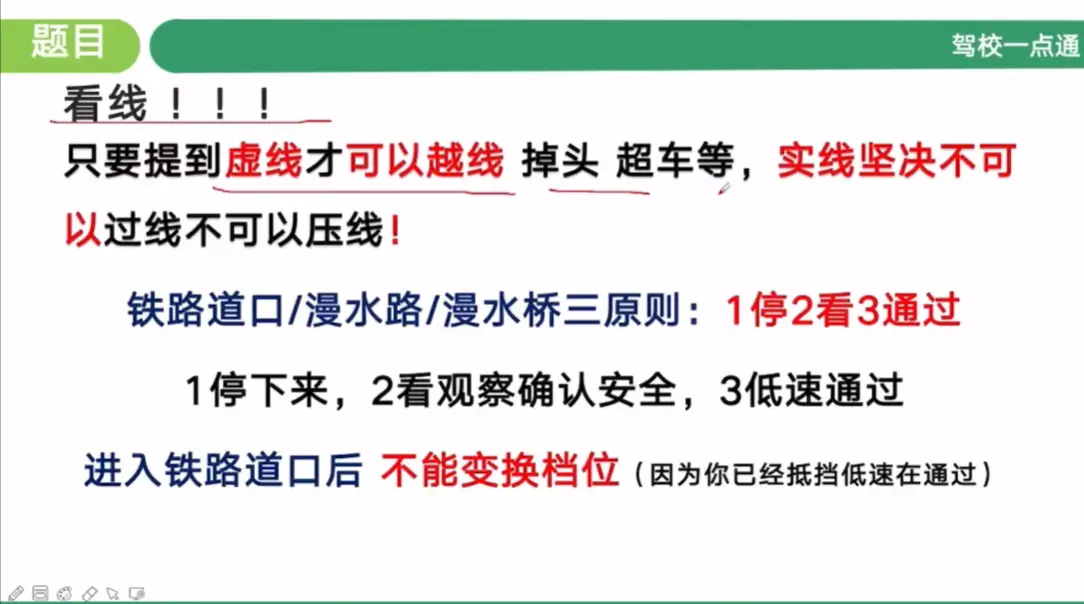 题目
驾校一点通
看线！！！
只要提到虚线才可以越线 掉头 超车等，实线坚决不可
以过线不可以压线！
铁路道口/漫水路/漫水桥三原则：1停2看3通过
1停下来，2看观察确认安全，3低速通过
进入铁路道口后 不能变换档位（因为你已经抵挡低速在通过）